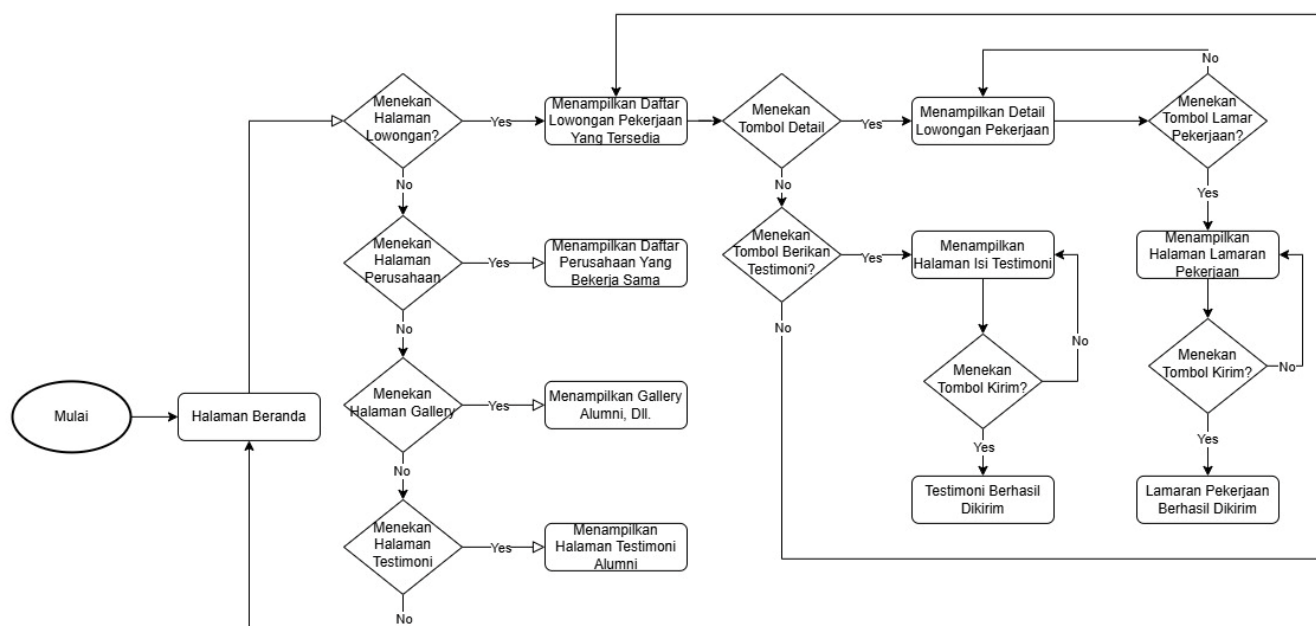 Mulai
Halaman Beranda
Menekan
Halaman
Lowongan?
Yes
No
Menampilkan Daftar
Lowongan Pekerjaan
Yang Tersedia
Menekan
Tombol Detail
Yes
No
Menampilkan Detail
Lowongan Pekerjaan
No
Menekan
Tombol Lamar
Pekerjaan?
Yes
Menekan
Halaman
Perusahaan
Yes
No
Menampilkan Daftar
Perusahaan Yang
Bekerja Sama
Menekan
Tombol Berikan
Testimoni?
Yes
No
Menampilkan
Halaman Isi Testimoni
Menekan
Tombol Kirim?
No
Yes
Testimoni Berhasil
Dikirim
Menampilkan
Halaman Lamaran
Pekerjaan
Menekan
Tombol Kirim?
No
Yes
Lamaran Pekerjaan
Berhasil Dikirim
Menekan
Halaman Gallery
Yes
No
Menampilkan Gallery
Alumni, Dll.
Menekan
Halaman
Testimoni
Yes
No
Menampilkan
Halaman Testimoni
Alumni